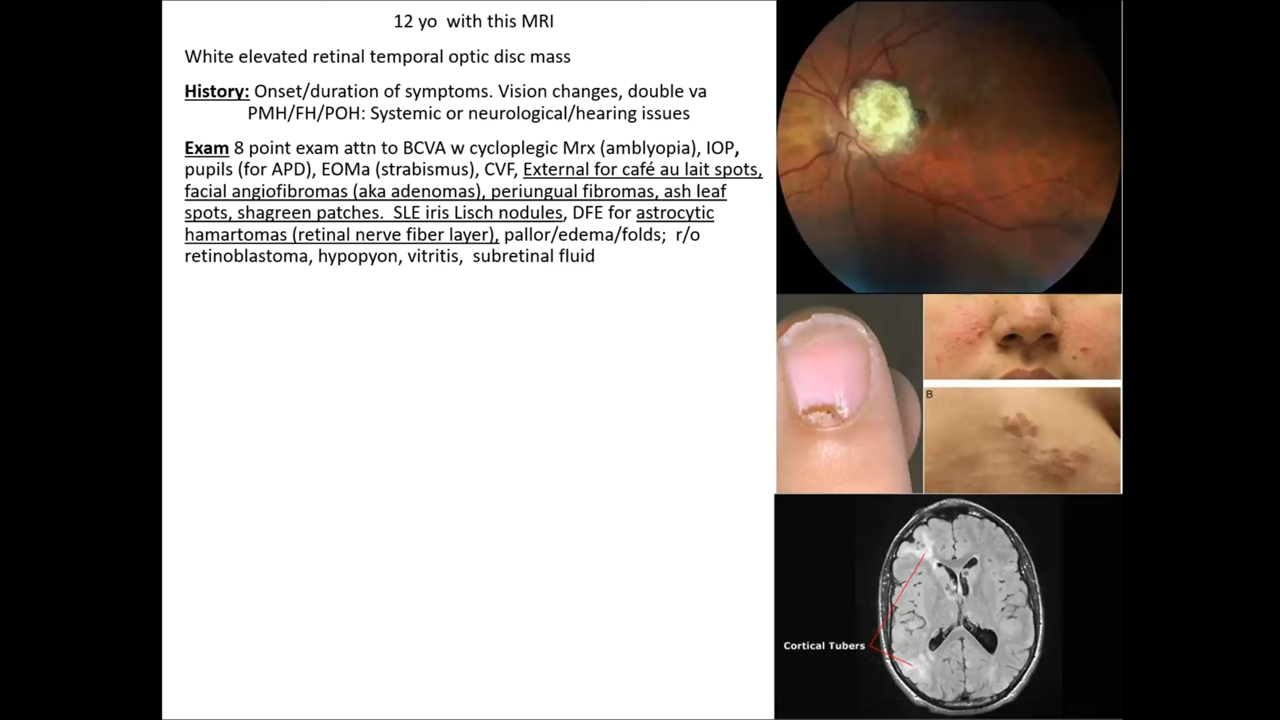 12 yo  with this MRI
White elevated retinal temporal optic disc mass
History: Onset/duration of symptoms. Vision changes, double va
PMH/FH/POH: Systemic or neurological/hearing issues
Exam 8 point exam attn to BCVA w cycloplegic Mrx (amblyopia), IOP,
pupils (for APD), EOMa (strabismus), CVF, External for café au lait spots,
facial angiofibromas (aka adenomas), periungual fibromas, ash leaf
spots, shagreen patches.  SLE iris Lisch nodules, DFE for astrocytic
hamartomas (retinal nerve fiber layer), pallor/edema/folds;  r/o
retinoblastoma, hypopyon, vitritis,  subretinal fluid
B
Cortical Tubers